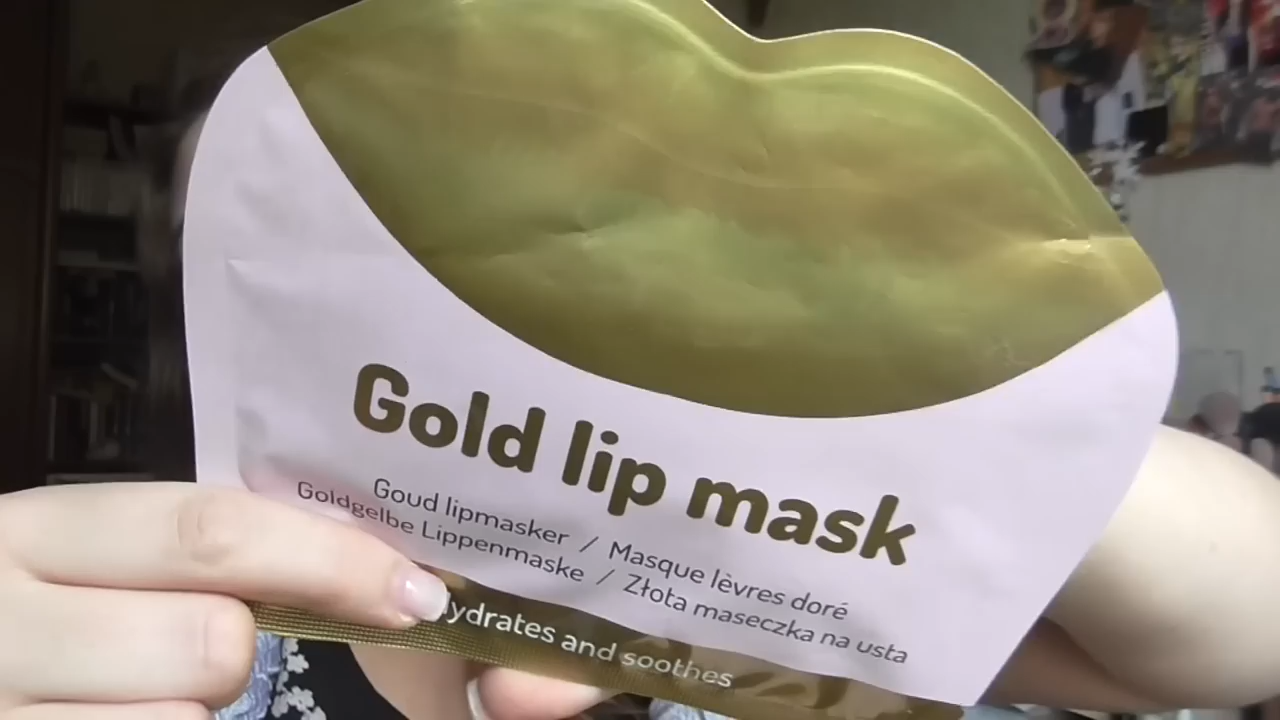 Gold lip mask
Goud lipmasker / Masque lèvres doré
Goldgelbe Lippenmaske / Złota maseczka na usta
ydrates and soothes